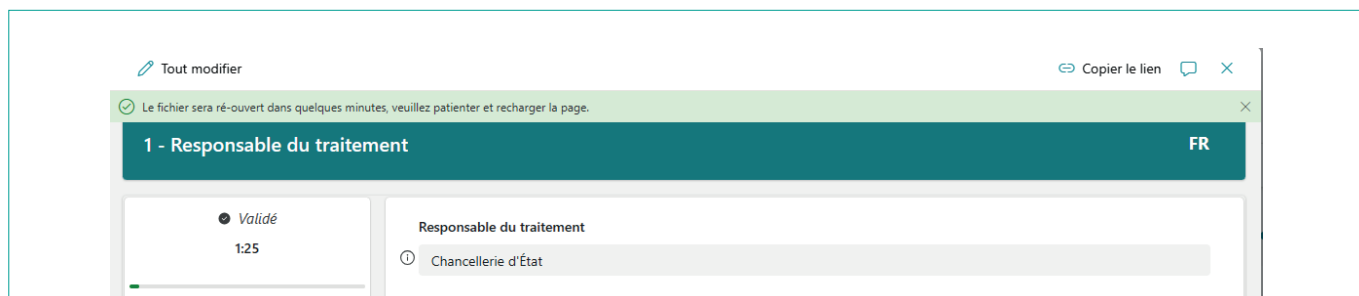 Tout modifier
Copier le lien
Le fichier sera ré-ouvert dans quelques minutes, veuillez patienter et recharger la page.
1 - Responsable du traitement
FR
Validé
1:25
Responsable du traitement
Chancellerie d'État